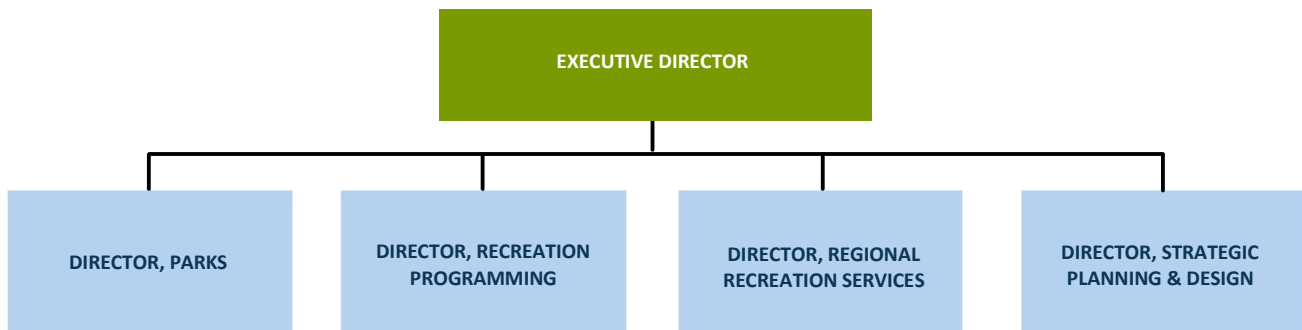 EXECUTIVE DIRECTOR
DIRECTOR, PARKS
DIRECTOR, RECREATION
PROGRAMMING
DIRECTOR, REGIONAL
RECREATION SERVICES
DIRECTOR, STRATEGIC
PLANNING & DESIGN